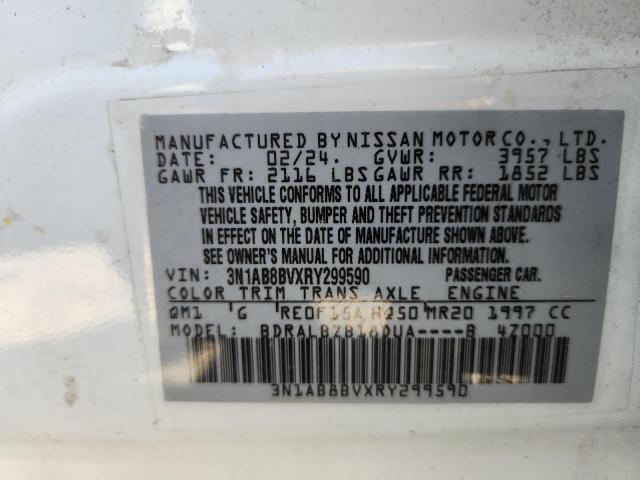 MANUFACTURED BY NISSAN MOTOR CO., LTD.
DATE: 02/24. GVWR: 3957 LBS
GAWR FR: 2116 LBS GAWR RR: 1852 LBS
THIS VEHICLE CONFORMS TO ALL APPLICABLE FEDERAL MOTOR
VEHICLE SAFETY, BUMPER AND THEFT PREVENTION STANDARDS
IN EFFECT ON THE DATE OF MANUFACTURE SHOWN ABOVE.
SEE OWNER'S MANUAL FOR ADDITIONAL INFORMATION.
VIN: 3N1AB8BVXRY299590 PASSENGER CAR.
COLOR TRIM TRANS AXLE ENGINE
QM1 G RE0F15A HQ50 MR20 1997 CC
MODEL: BDRALBZB18DUA----B 4Z000
3N1AB8BVXRY299590